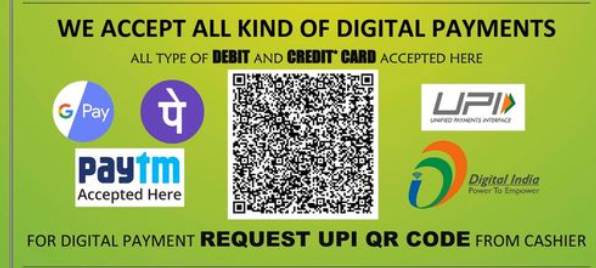 WE ACCEPT ALL KIND OF DIGITAL PAYMENTS
ALL TYPE OF DEBIT AND CREDIT* CARD ACCEPTED HERE
G Pay
पे
UPI
UNIFIED PAYMENTS INTERFACE
paytm
Accepted Here
Digital India
Power To Empower
FOR DIGITAL PAYMENT REQUEST UPI QR CODE FROM CASHIER